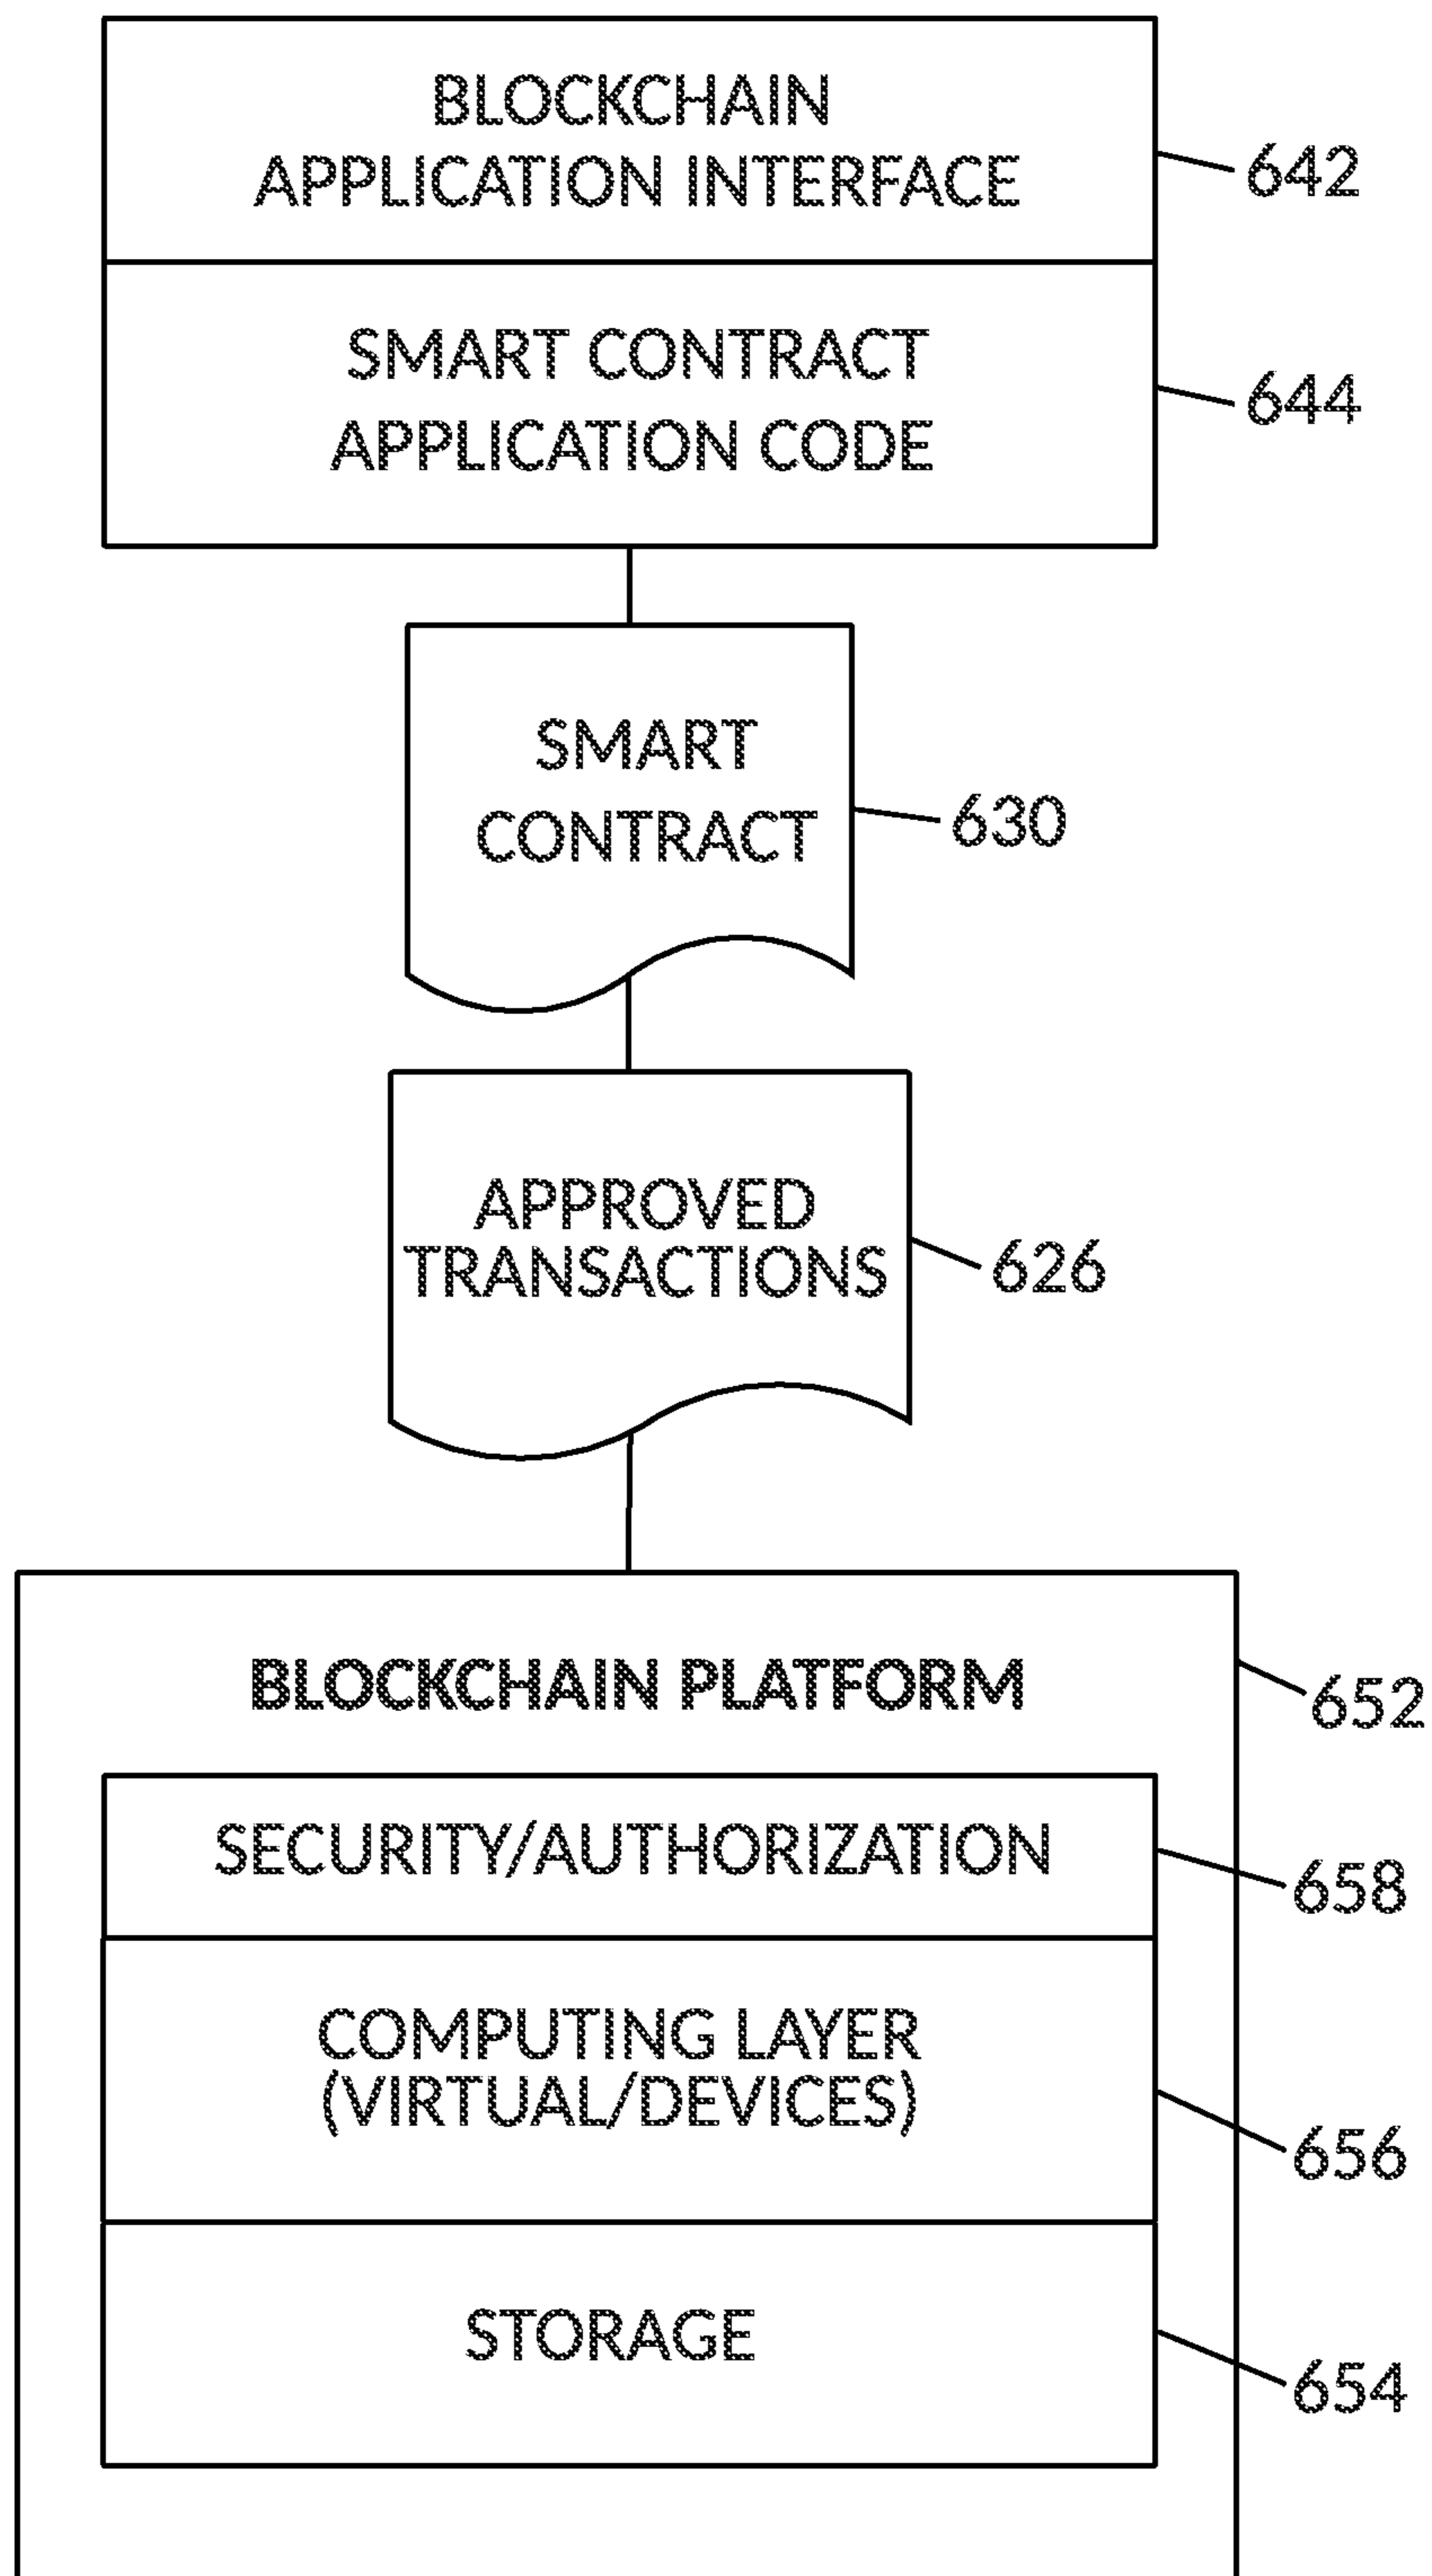 BLOCKCHAIN
APPLICATION INTERFACE
642
SMART CONTRACT
APPLICATION CODE
644
SMART
CONTRACT
630
APPROVED
TRANSACTIONS
626
BLOCKCHAIN PLATFORM
652
SECURITY/AUTHORIZATION
658
COMPUTING LAYER
(VIRTUAL/DEVICES)
656
STORAGE
654